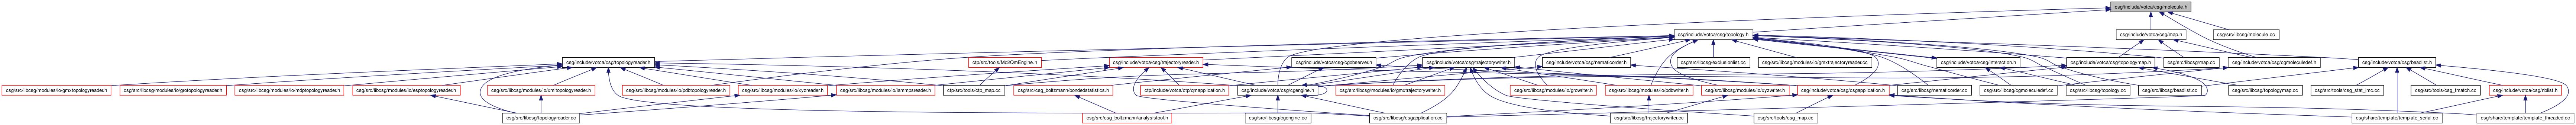 csg/include/votca/csg/molecule.h
csg/include/votca/csg/topology.h
csg/include/votca/csg/map.h
csg/src/libcsg/molecule.cc
csg/include/votca/csg/topologyreader.h
ctp/src/tools/Md2QmEngine.h
csg/include/votca/csg/trajectoryreader.h
csg/include/votca/csg/cgobserver.h
csg/include/votca/csg/trajectorywriter.h
csg/include/votca/csg/nematicorder.h
csg/src/libcsg/exclusionlist.cc
csg/src/libcsg/modules/io/gmxtrajectoryreader.cc
csg/include/votca/csg/interaction.h
csg/include/votca/csg/topologymap.h
csg/src/libcsg/map.cc
csg/include/votca/csg/cgmoleculedef.h
csg/include/votca/csg/beadlist.h
csg/src/libcsg/modules/io/gmxtopologyreader.h
csg/src/libcsg/modules/io/grotopologyreader.h
csg/src/libcsg/modules/io/mdptopologyreader.h
csg/src/libcsg/modules/io/esptopologyreader.h
csg/src/libcsg/modules/io/xmltopologyreader.h
csg/src/libcsg/modules/io/pdbtopologyreader.h
csg/src/libcsg/modules/io/xyzreader.h
csg/src/libcsg/modules/io/lammpsreader.h
ctp/src/tools/ctp_map.cc
csg/src/csg_boltzmann/bondedstatistics.h
ctp/include/votca/ctp/qmapplication.h
csg/include/votca/csg/cgengine.h
csg/src/libcsg/modules/io/gmxtrajectorywriter.h
csg/src/libcsg/modules/io/growriter.h
csg/src/libcsg/modules/io/pdbwriter.h
csg/src/libcsg/modules/io/xyzwriter.h
csg/include/votca/csg/csgapplication.h
csg/src/libcsg/nematicorder.cc
csg/src/libcsg/cgmoleculedef.cc
csg/src/libcsg/topology.cc
csg/src/libcsg/beadlist.cc
csg/src/libcsg/topologymap.cc
csg/src/tools/csg_stat_imc.cc
csg/src/tools/csg_fmatch.cc
csg/include/votca/csg/nblist.h
csg/src/libcsg/topologyreader.cc
csg/src/csg_boltzmann/analysistool.h
csg/src/libcsg/cgengine.cc
csg/src/libcsg/csgapplication.cc
csg/src/libcsg/trajectorywriter.cc
csg/src/tools/csg_map.cc
csg/share/template/template_serial.cc
csg/share/template/template_threaded.cc